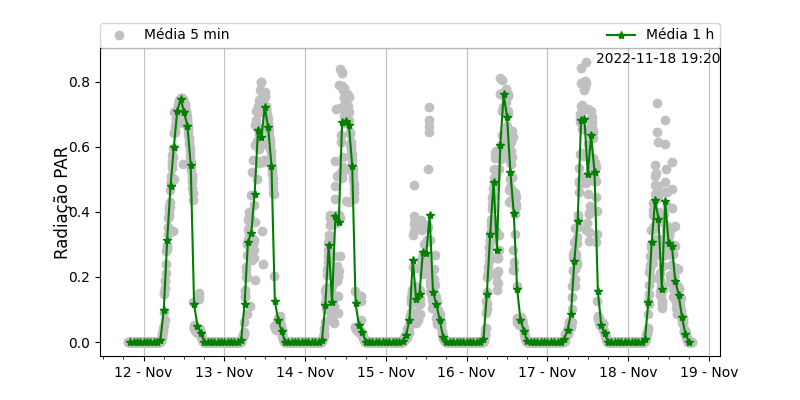 Média 5 min
Média 1 h
2022-11-18 19:20
Radiação PAR
0.8
0.6
0.4
0.2
0.0
12 - Nov
13 - Nov
14 - Nov
15 - Nov
16 - Nov
17 - Nov
18 - Nov
19 - Nov